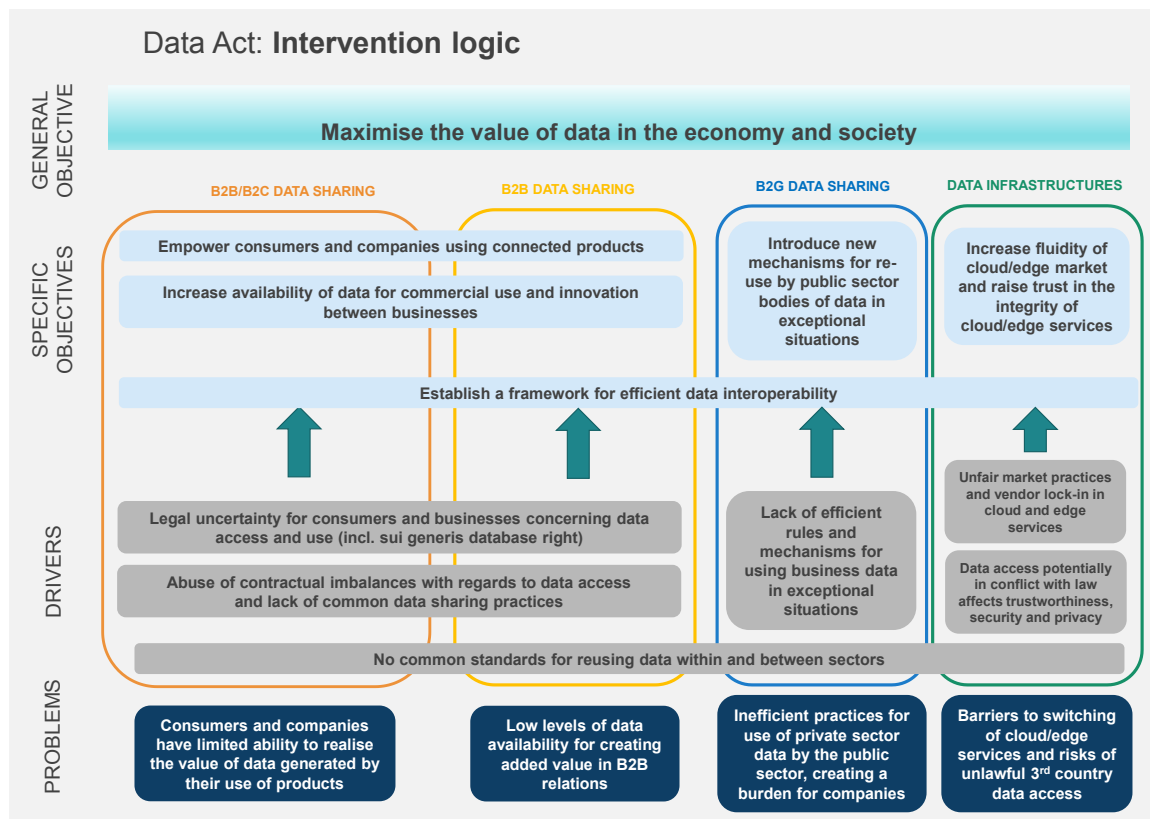 Data Act: Intervention logic
GENERAL
OBJECTIVE
Maximise the value of data in the economy and society
B2B/B2C DATA SHARING
B2B DATA SHARING
B2G DATA SHARING
DATA INFRASTRUCTURES
SPECIFIC
OBJECTIVES
Empower consumers and companies using connected products
Increase availability of data for commercial use and innovation
between businesses
Introduce new
mechanisms for re-
use by public sector
bodies of data in
exceptional
situations
Increase fluidity of
cloud/edge market
and raise trust in the
integrity of
cloud/edge services
Establish a framework for efficient data interoperability
DRIVERS
Legal uncertainty for consumers and businesses concerning data
access and use (incl. sui generis database right)
Abuse of contractual imbalances with regards to data access
and lack of common data sharing practices
Lack of efficient
rules and
mechanisms for
using business data
in exceptional
situations
Unfair market practices
and vendor lock-in in
cloud and edge
services
Data access potentially
in conflict with law
affects trustworthiness,
security and privacy
No common standards for reusing data within and between sectors
PROBLEMS
Consumers and companies
have limited ability to realise
the value of data generated by
their use of products
Low levels of data
availability for creating
added value in B2B
relations
Inefficient practices for
use of private sector
data by the public
sector, creating a
burden for companies
Barriers to switching
of cloud/edge
services and risks of
unlawful 3rd country
data access